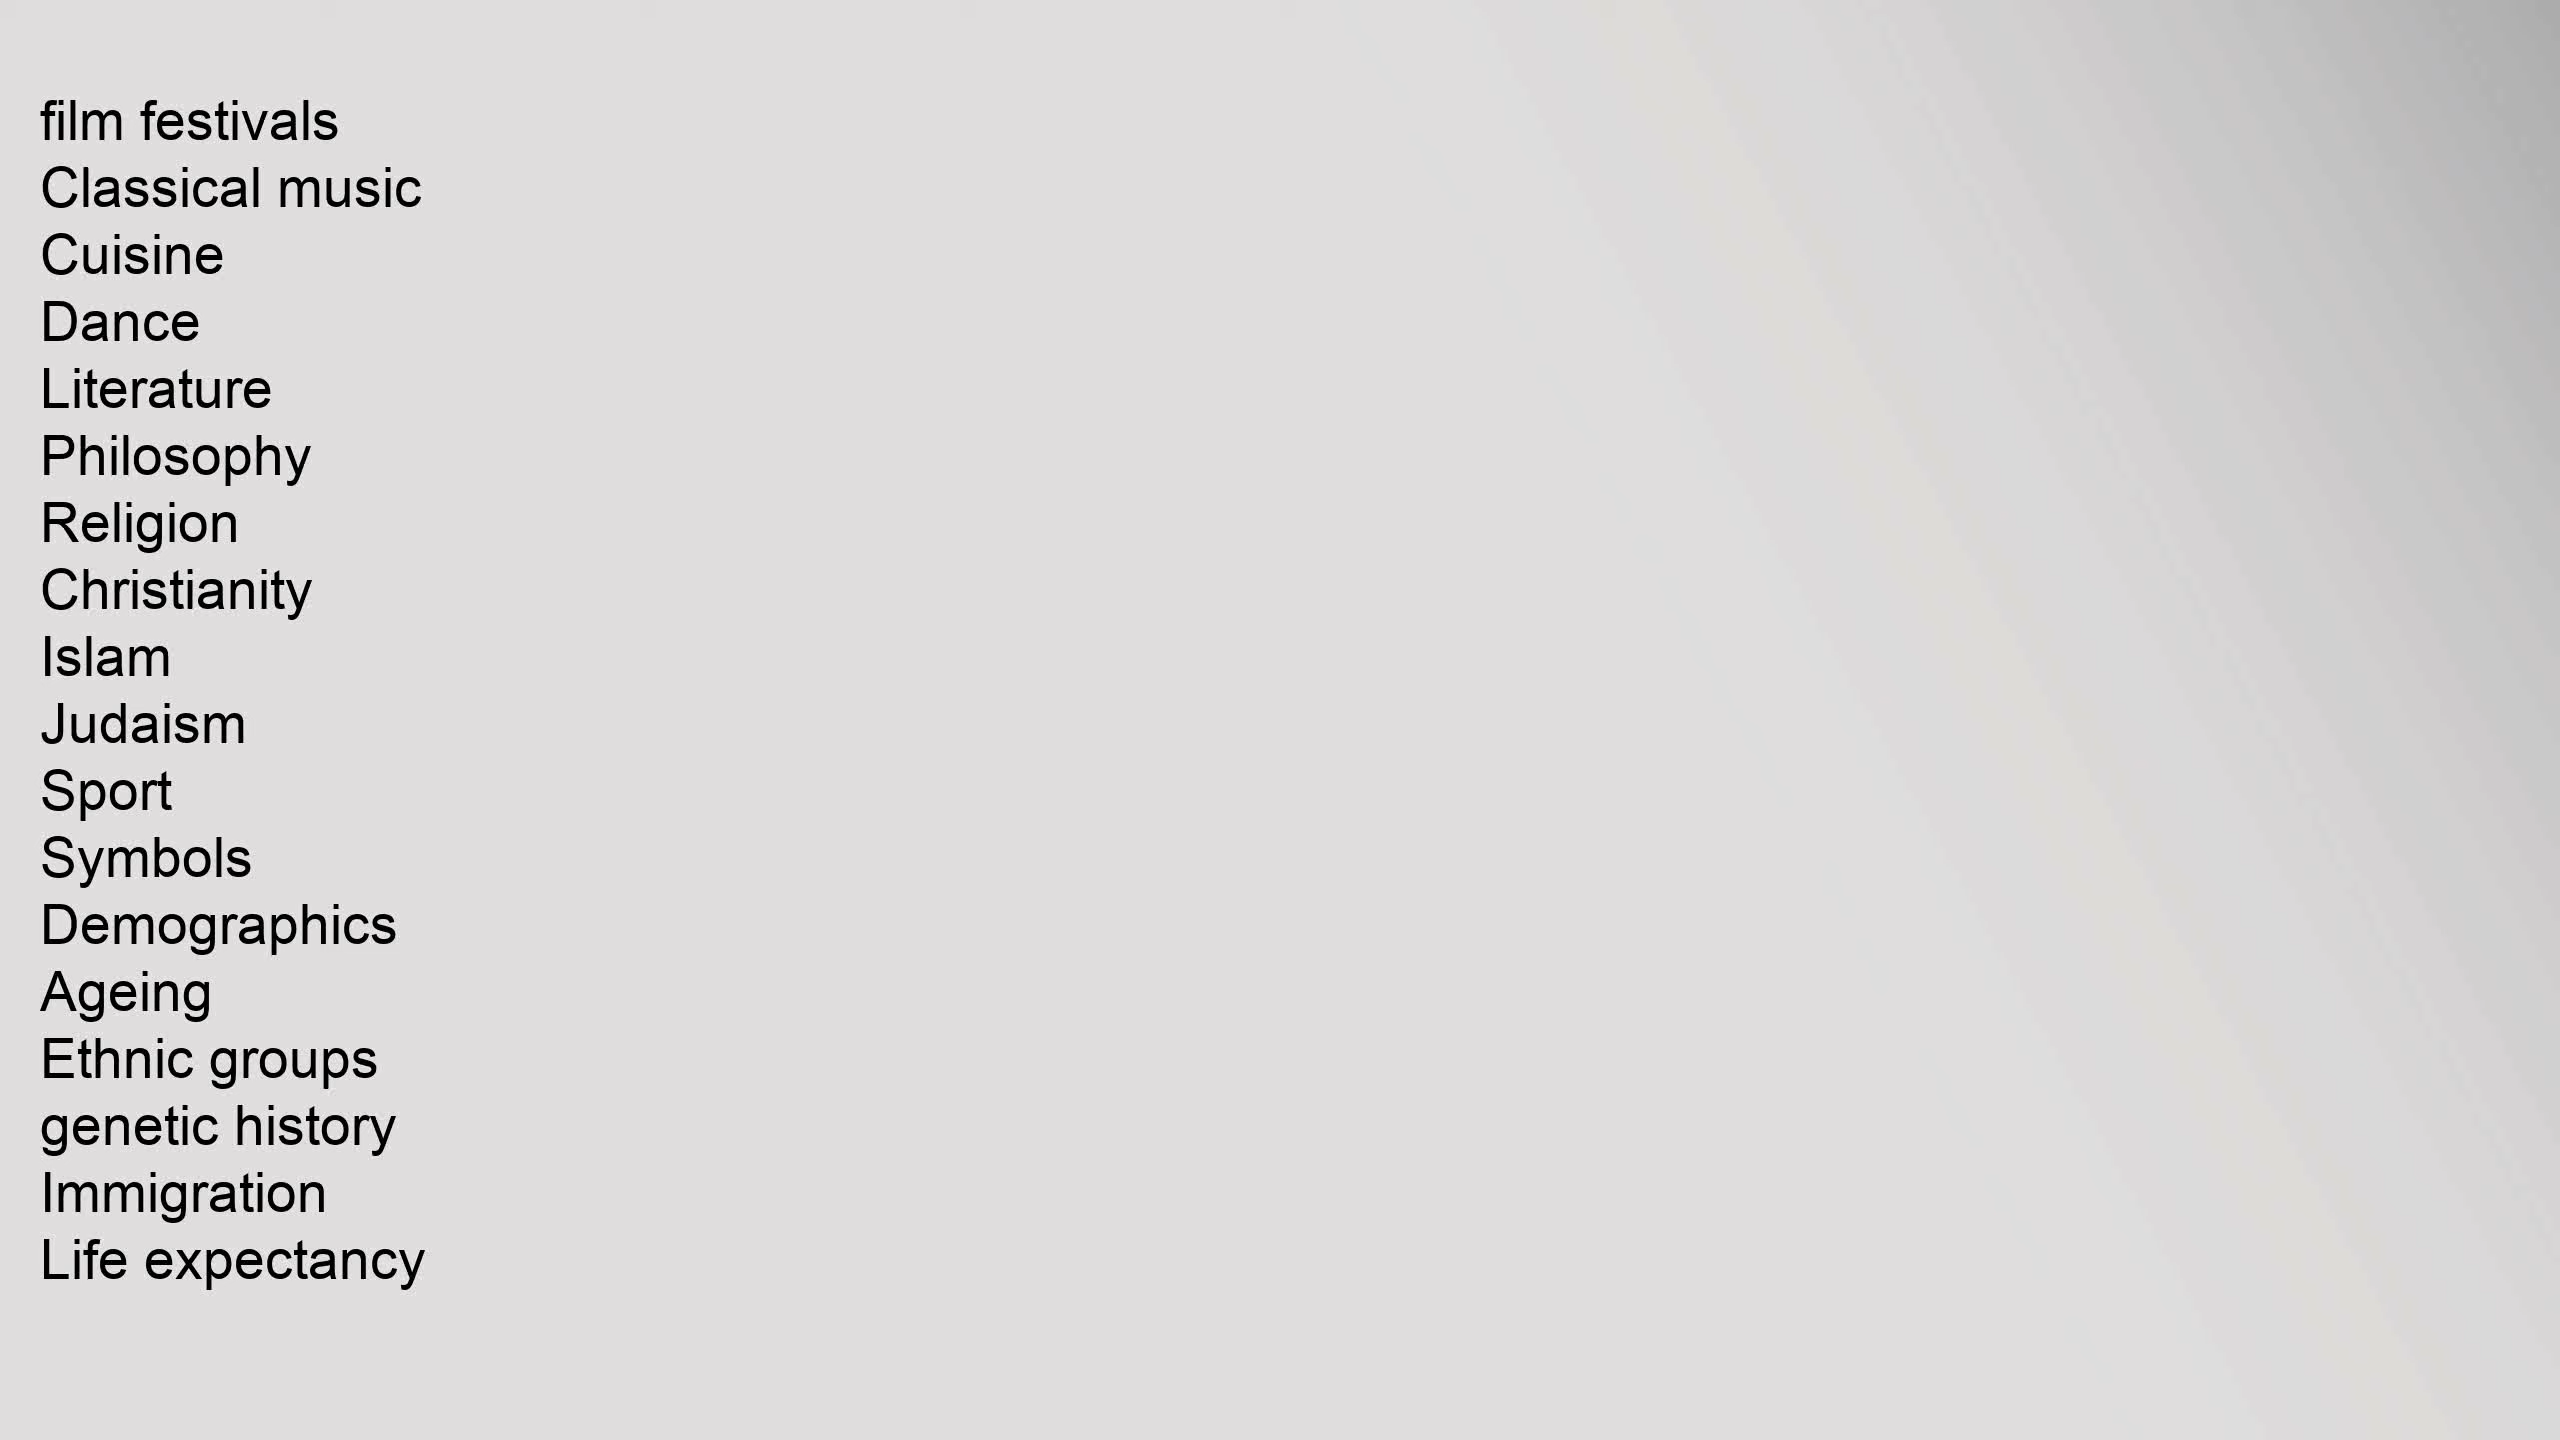 film festivals
Classical music
Cuisine
Dance
Literature
Philosophy
Religion
Christianity
Islam
Judaism
Sport
Symbols
Demographics
Ageing
Ethnic groups
genetic history
Immigration
Life expectancy